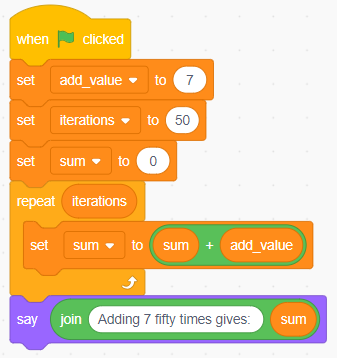 when clicked
set add_value to 7
set iterations to 50
set sum to 0
repeat iterations
set sum to sum + add_value
say join Adding 7 fifty times gives: sum